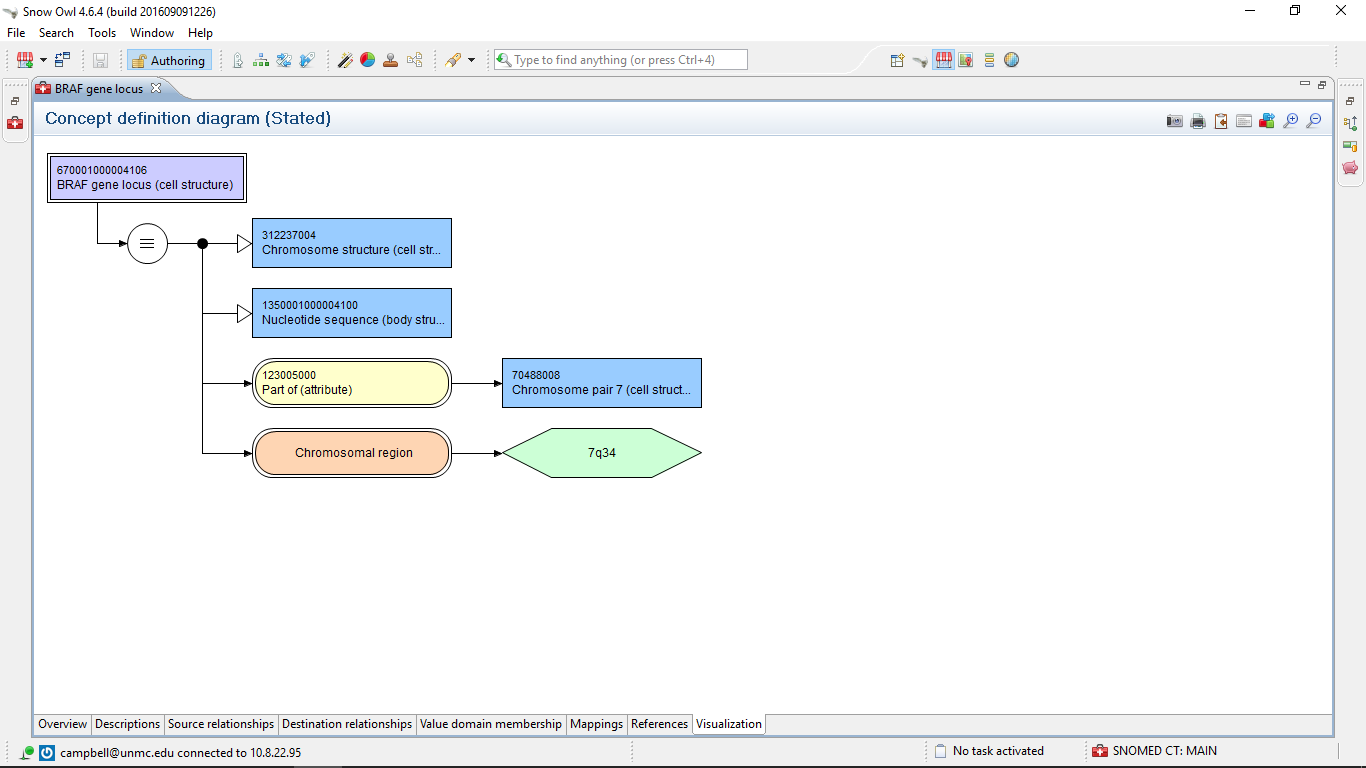 Snow Owl 4.6.4 (build 201609091226)
File Search Tools Window Help
Authoring
Type to find anything (or press Ctrl+4)
BRAF gene locus
Concept definition diagram (Stated)
670001000004106
BRAF gene locus (cell structure)
312237004
Chromosome structure (cell str...
1350001000004100
Nucleotide sequence (body stru...
123005000
Part of (attribute)
70488008
Chromosome pair 7 (cell struct...
Chromosomal region
7q34
Overview Descriptions Source relationships Destination relationships Value domain membership Mappings References Visualization
campbell@unmc.edu connected to 10.8.22.95
No task activated
SNOMED CT: MAIN